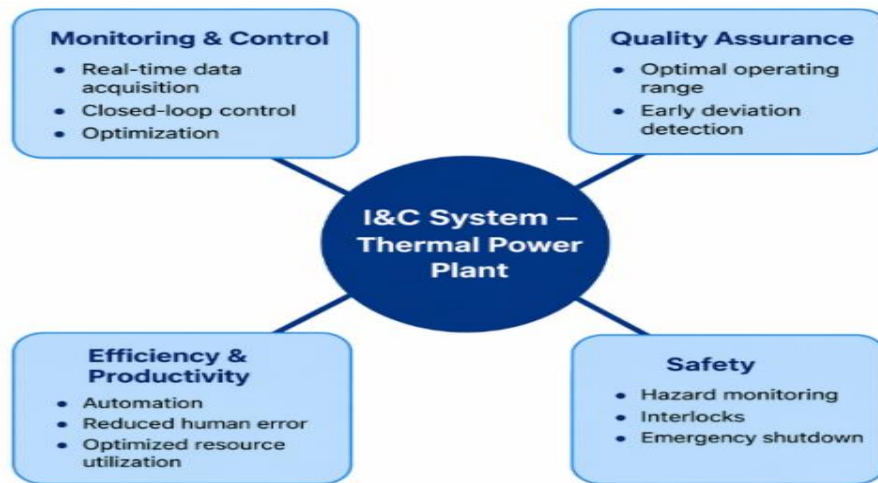 Monitoring & Control
• Real-time data
acquisition
• Closed-loop control
• Optimization
Quality Assurance
• Optimal operating
range
• Early deviation
detection
I&C System –
Thermal Power
Plant
Efficiency &
Productivity
• Automation
• Reduced human error
• Optimized resource
utilization
Safety
• Hazard monitoring
• Interlocks
• Emergency shutdown